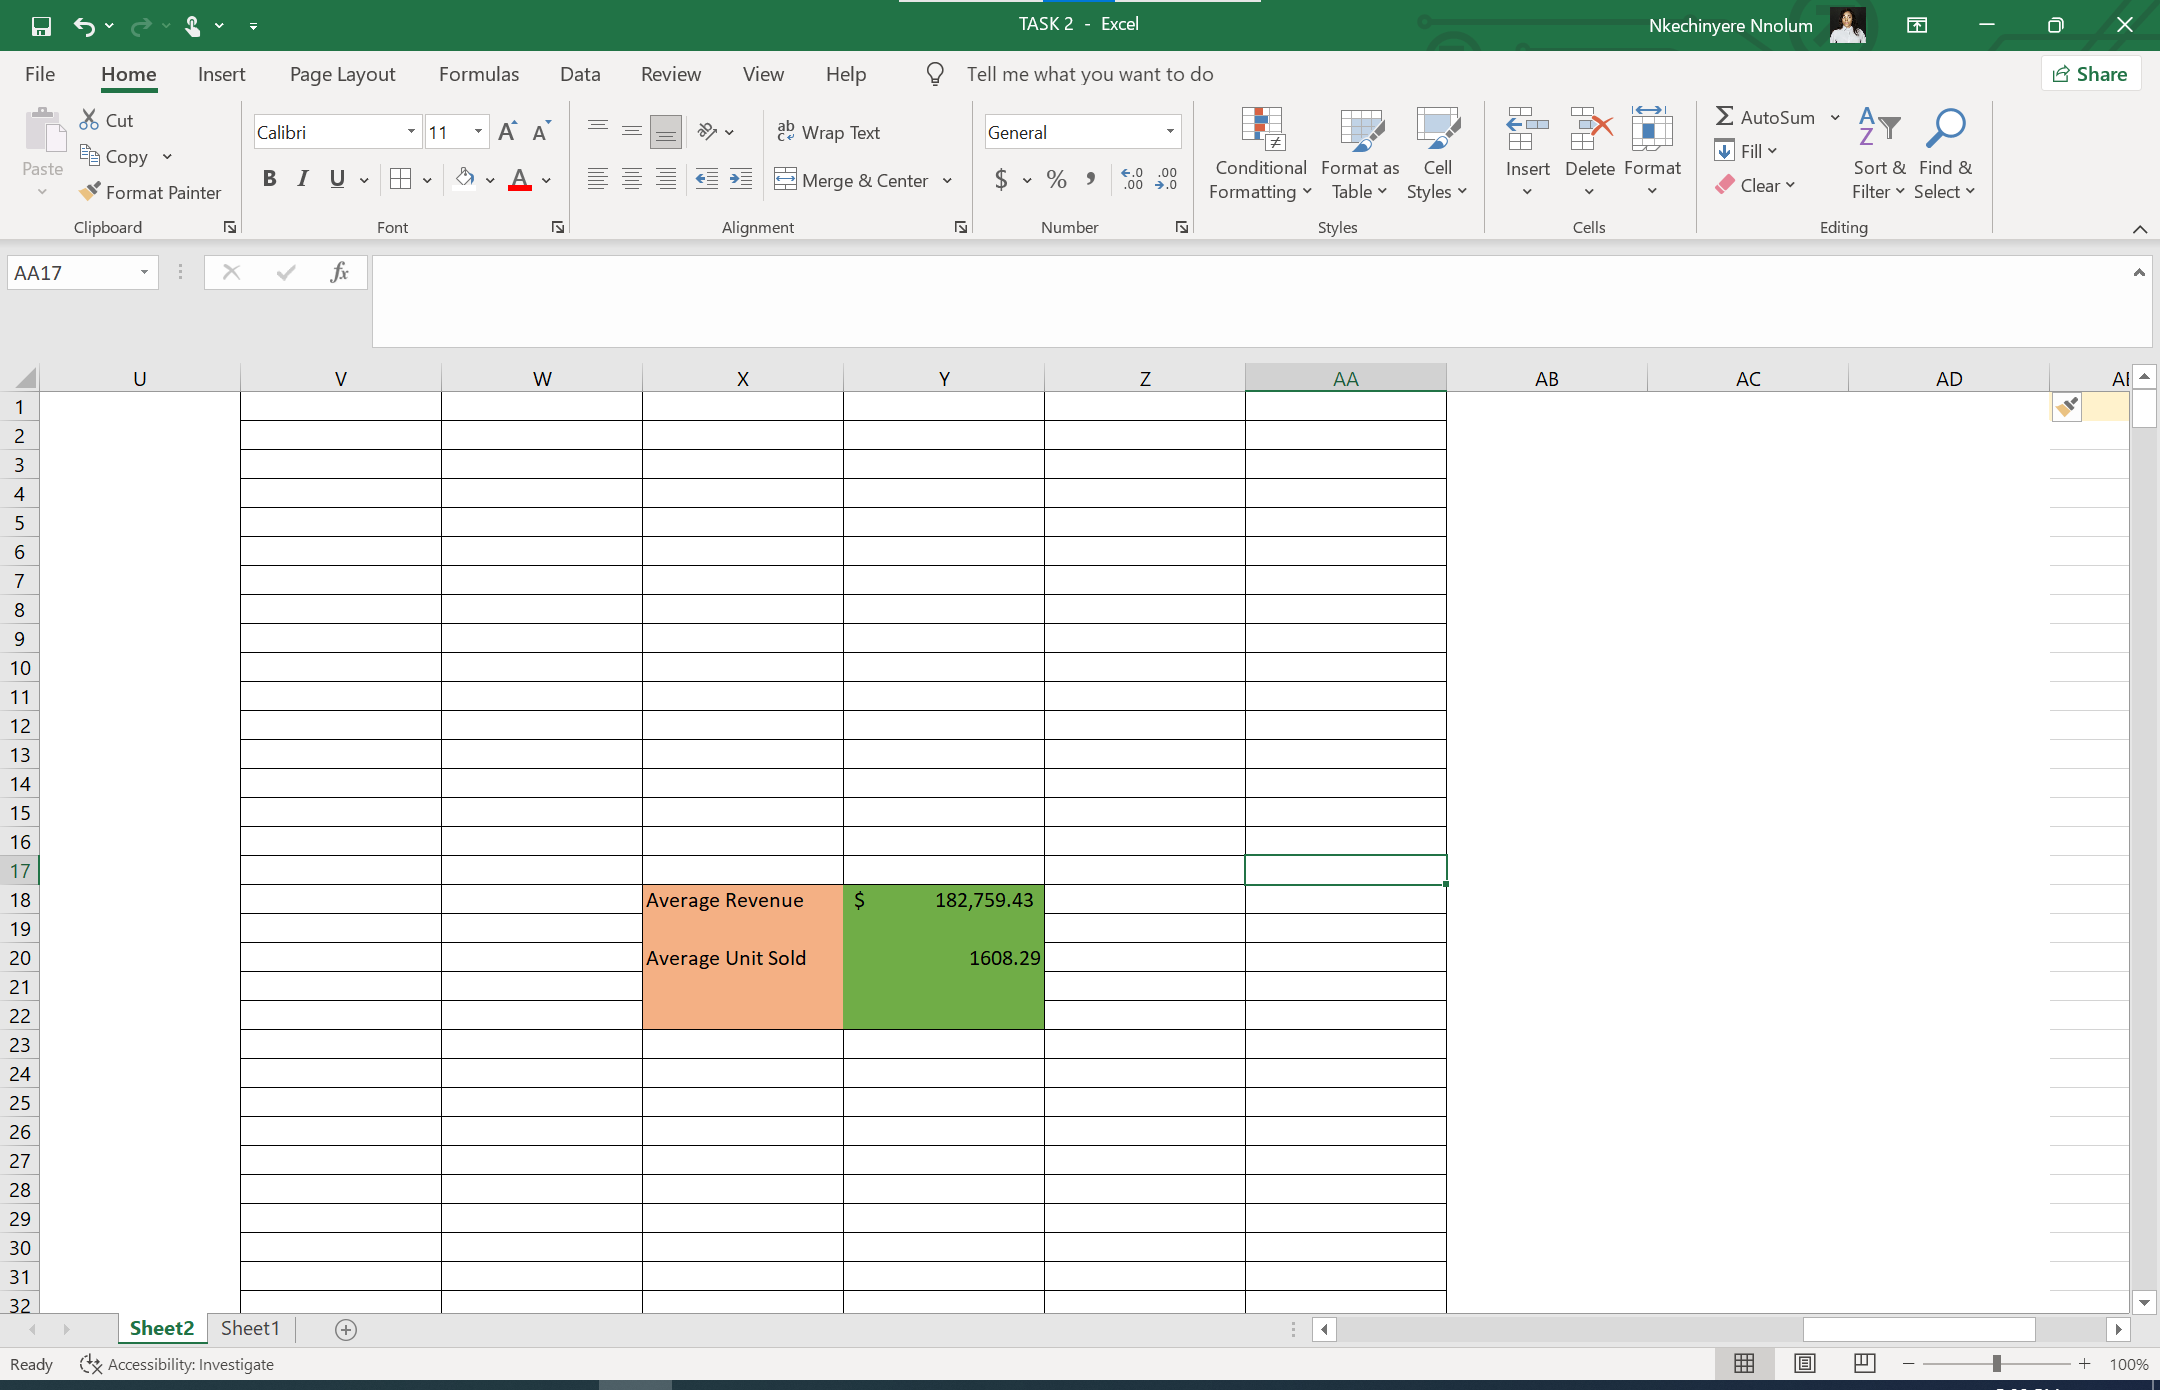 TASK 2 - Excel
Nkechinyere Nnolum
File Home Insert Page Layout Formulas Data Review View Help Tell me what you want to do Share
Paste
Cut
Copy
Format Painter
Clipboard
Calibri 11
B I U
Font
Wrap Text
Merge & Center
Alignment
General
$ % ,
Number
Conditional Formatting
Format as Table
Cell Styles
Styles
Insert Delete Format
Cells
AutoSum
Fill
Clear
Sort & Filter
Find & Select
Editing
AA17
fx
U V W X Y Z AA AB AC AD
1
2
3
4
5
6
7
8
9
10
11
12
13
14
15
16
17
18 Average Revenue $ 182,759.43
19
20 Average Unit Sold 1608.29
21
22
23
24
25
26
27
28
29
30
31
32
Sheet2 Sheet1
Ready Accessibility: Investigate 100%